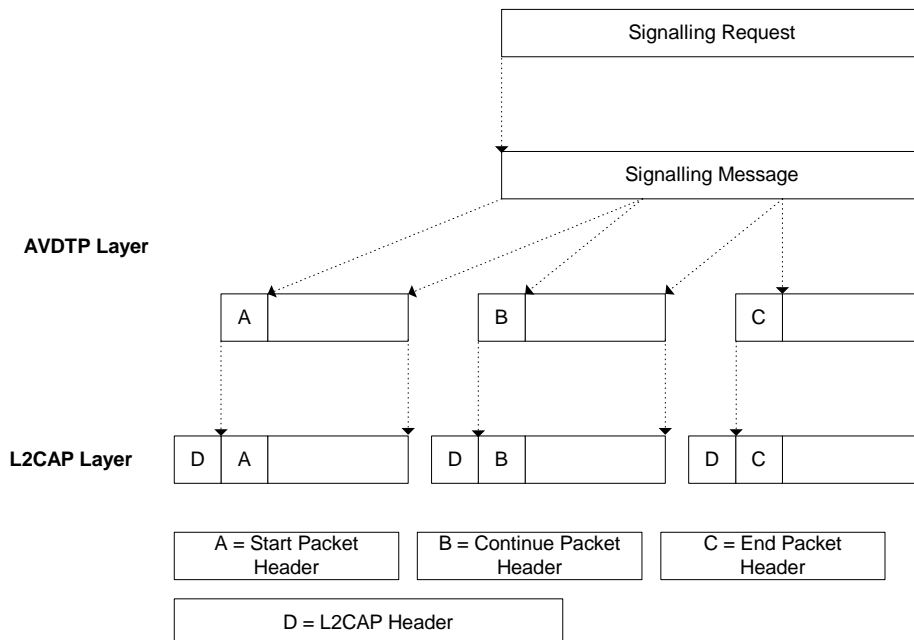 Signalling Request
Signalling Message
AVDTP Layer
A
B
C
L2CAP Layer
D
A
D
B
D
C
A = Start Packet
Header
B = Continue Packet
Header
C = End Packet
Header
D = L2CAP Header